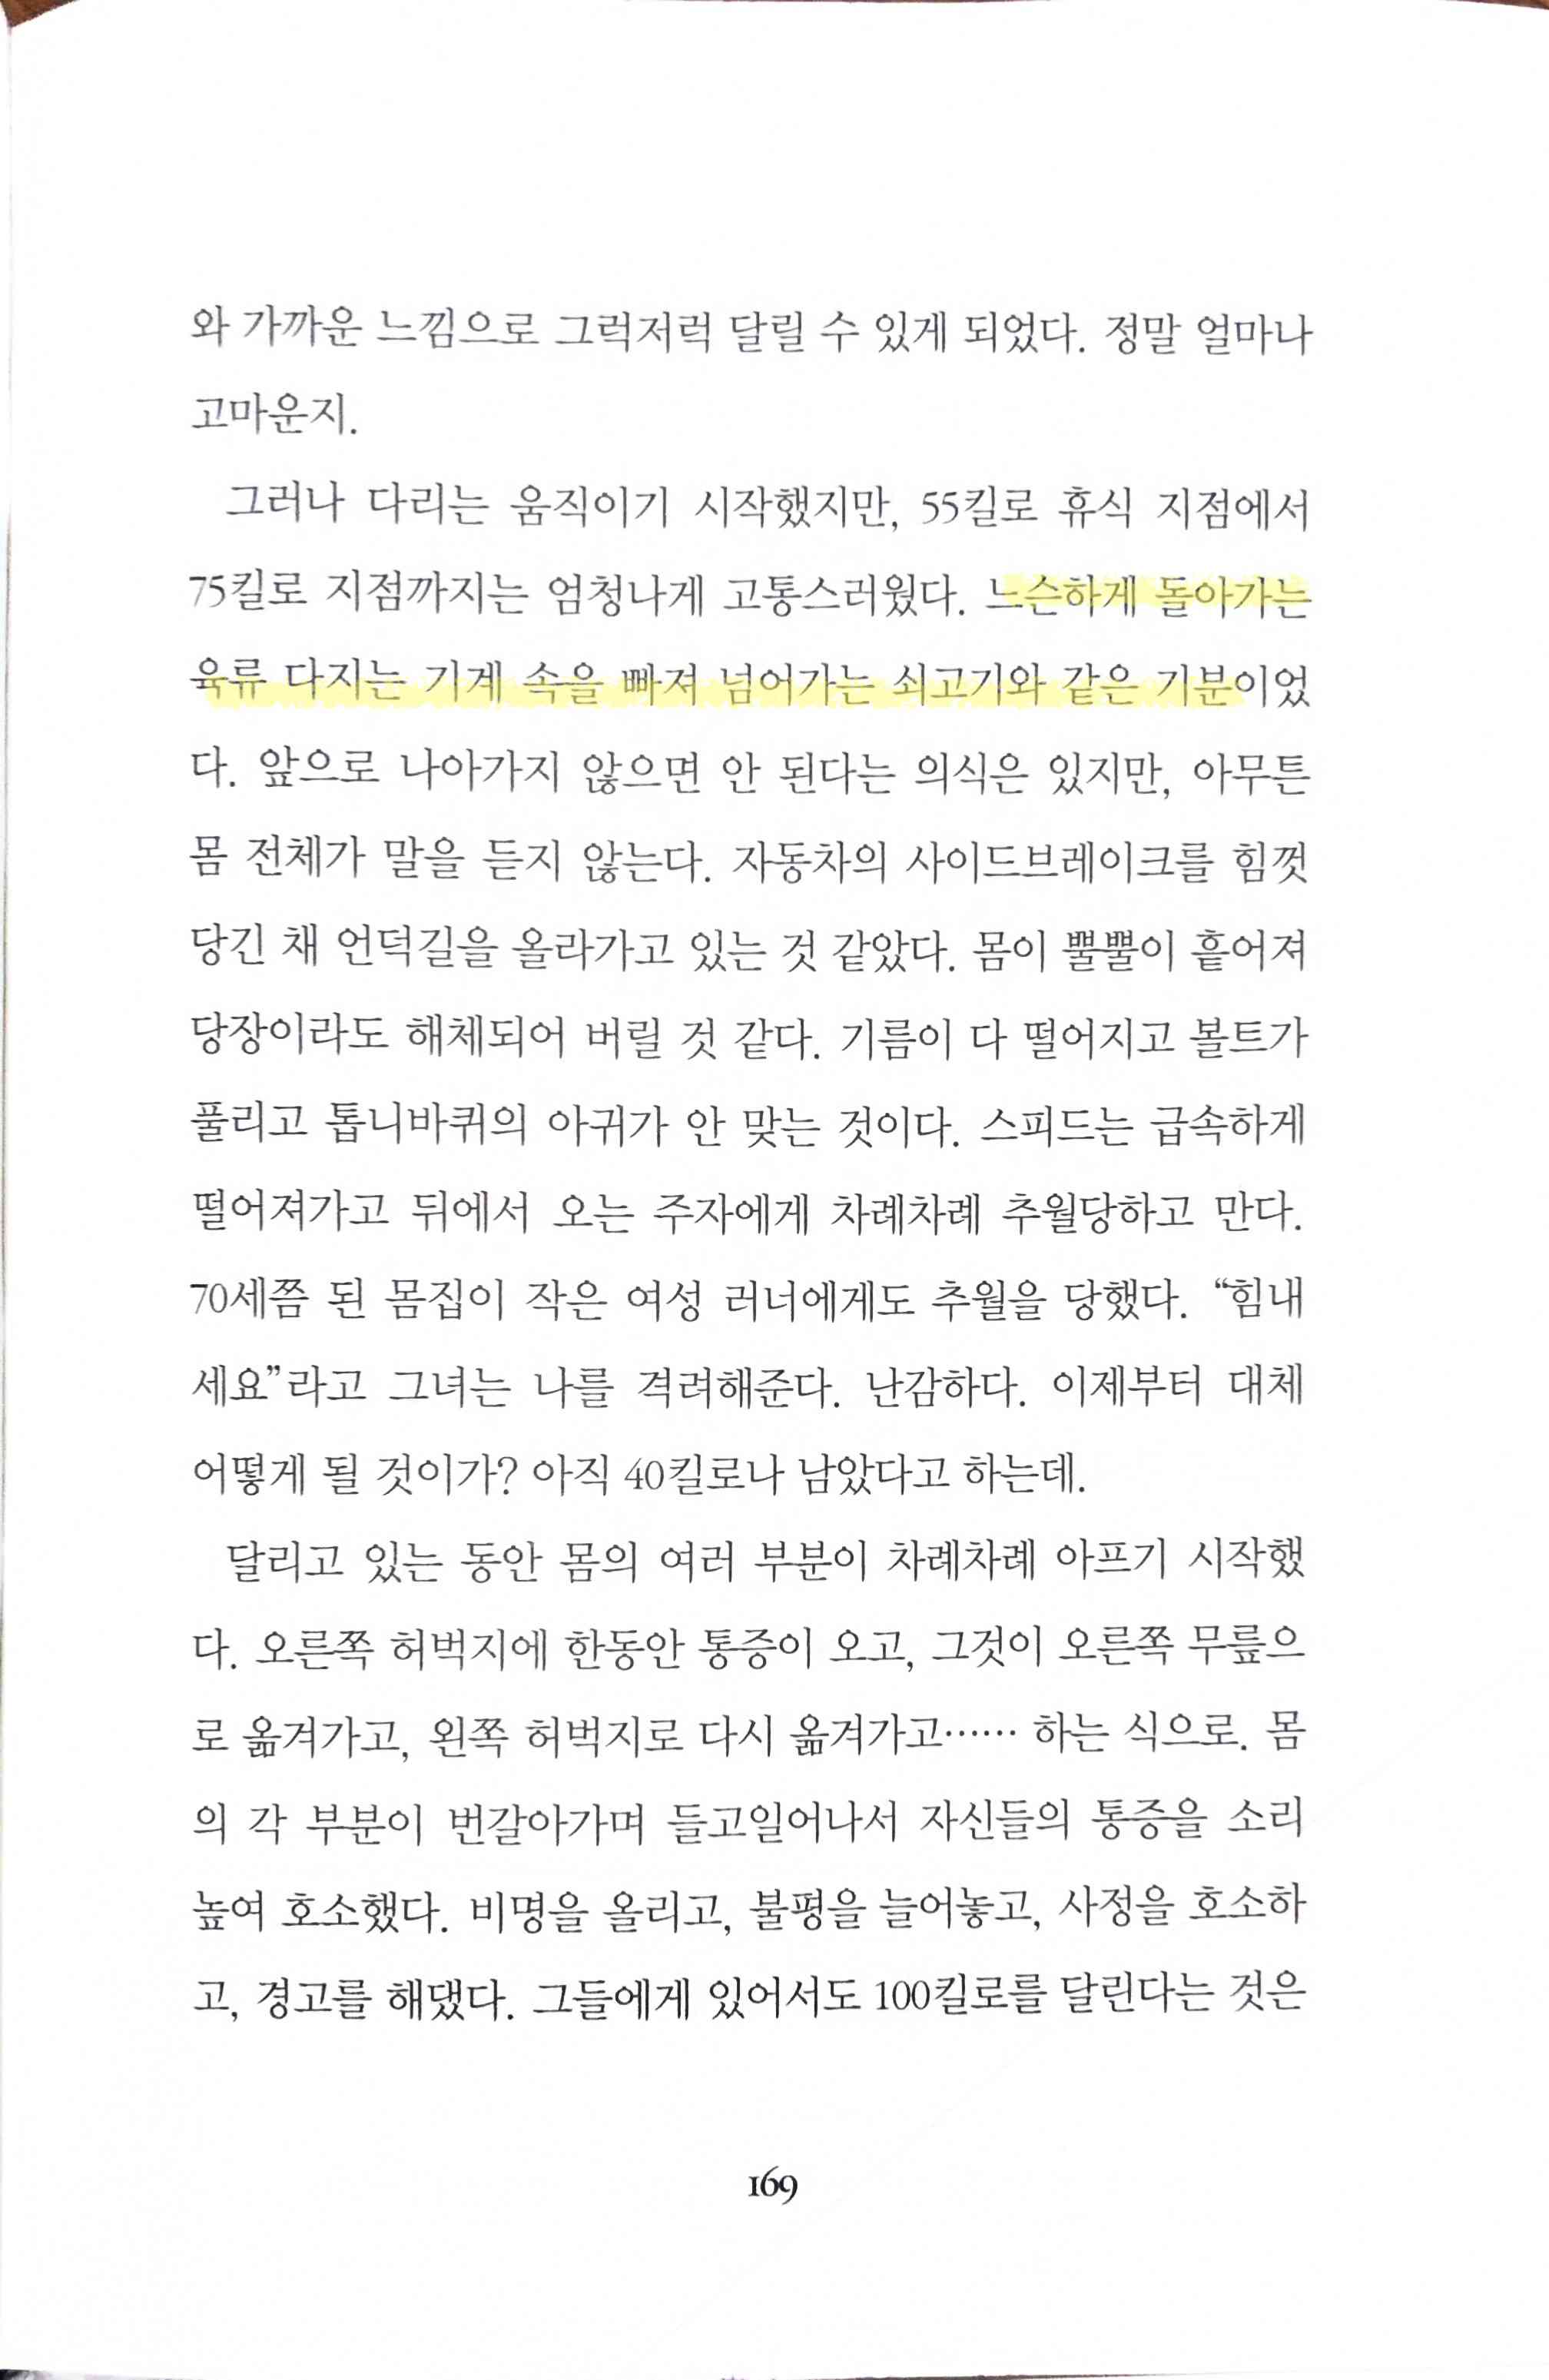 와 가까운 느낌으로 그럭저럭 달릴 수 있게 되었다. 정말 얼마나
고마운지.
그러나 다리는 움직이기 시작했지만, 55킬로 휴식 지점에서
75킬로 지점까지는 엄청나게 고통스러웠다. 느슨하게 돌아가는
육류 다지는 기계 속을 빠져 넘어가는 쇠고기와 같은 기분이었
다. 앞으로 나아가지 않으면 안 된다는 의식은 있지만, 아무튼
몸 전체가 말을 듣지 않는다. 자동차의 사이드브레이크를 힘껏
당긴 채 언덕길을 올라가고 있는 것 같았다. 몸이 뿔뿔이 흩어져
당장이라도 해체되어 버릴 것 같다. 기름이 다 떨어지고 볼트가
풀리고 톱니바퀴의 아귀가 안 맞는 것이다. 스피드는 급속하게
떨어져가고 뒤에서 오는 주자에게 차례차례 추월당하고 만다.
70세쯤 된 몸집이 작은 여성 러너에게도 추월을 당했다. “힘내
세요”라고 그녀는 나를 격려해준다. 난감하다. 이제부터 대체
어떻게 될 것이가? 아직 40킬로나 남았다고 하는데.
달리고 있는 동안 몸의 여러 부분이 차례차례 아프기 시작했
다. 오른쪽 허벅지에 한동안 통증이 오고, 그것이 오른쪽 무릎으
로 옮겨가고, 왼쪽 허벅지로 다시 옮겨가고…… 하는 식으로. 몸
의 각 부분이 번갈아가며 들고일어나서 자신들의 통증을 소리
높여 호소했다. 비명을 올리고, 불평을 늘어놓고, 사정을 호소하
고, 경고를 해댔다. 그들에게 있어서도 100킬로를 달린다는 것은
169